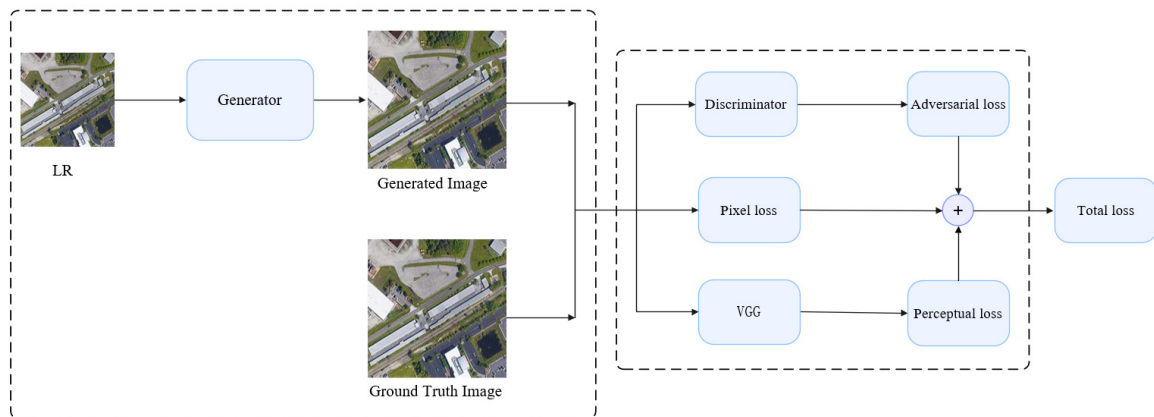 LR
Generator
Generated Image
Ground Truth Image
Discriminator
Adversarial loss
Pixel loss
+
Total loss
VGG
Perceptual loss